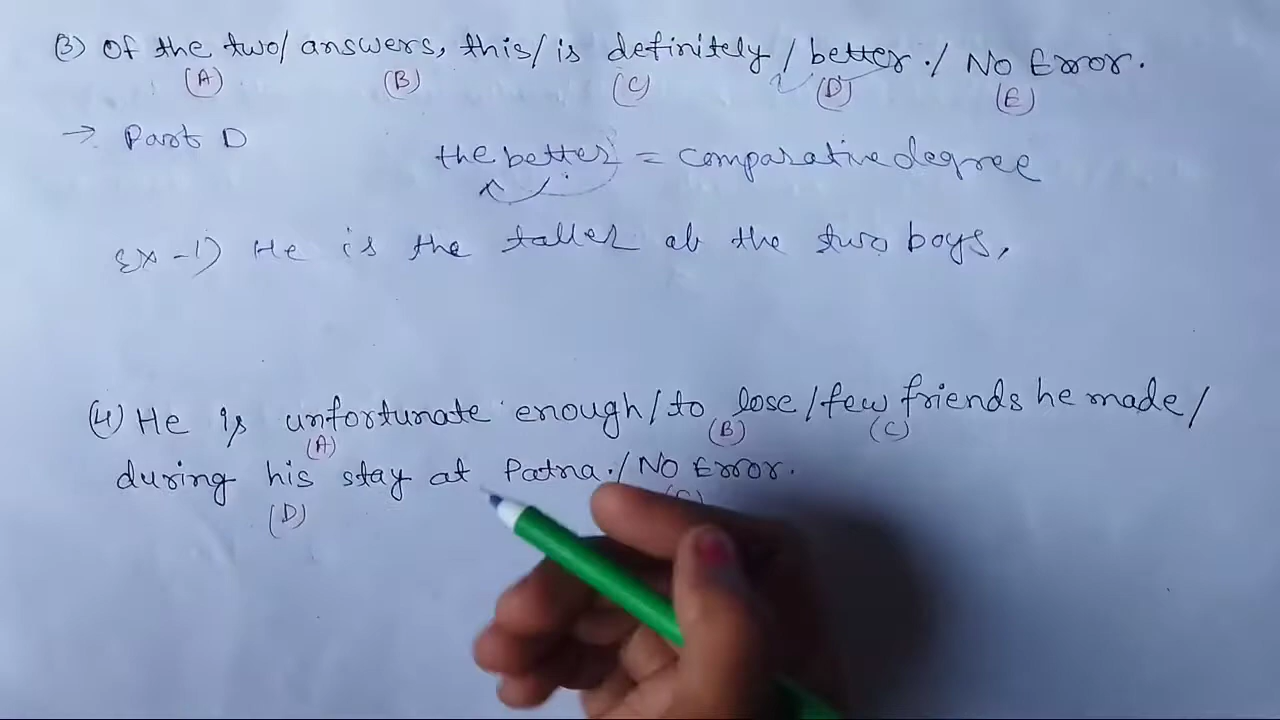 (3) Of the two/ answers, this/ is definitely / better. / No Error.
(A) (B) (C) (D) (E)
→ Part D
the better = comparative degree
Ex -1) He is the taller of the two boys,
(4) He is unfortunate enough/ to lose / few friends he made /
(A) (B) (C)
during his stay at Patna. / No Error.
(D)